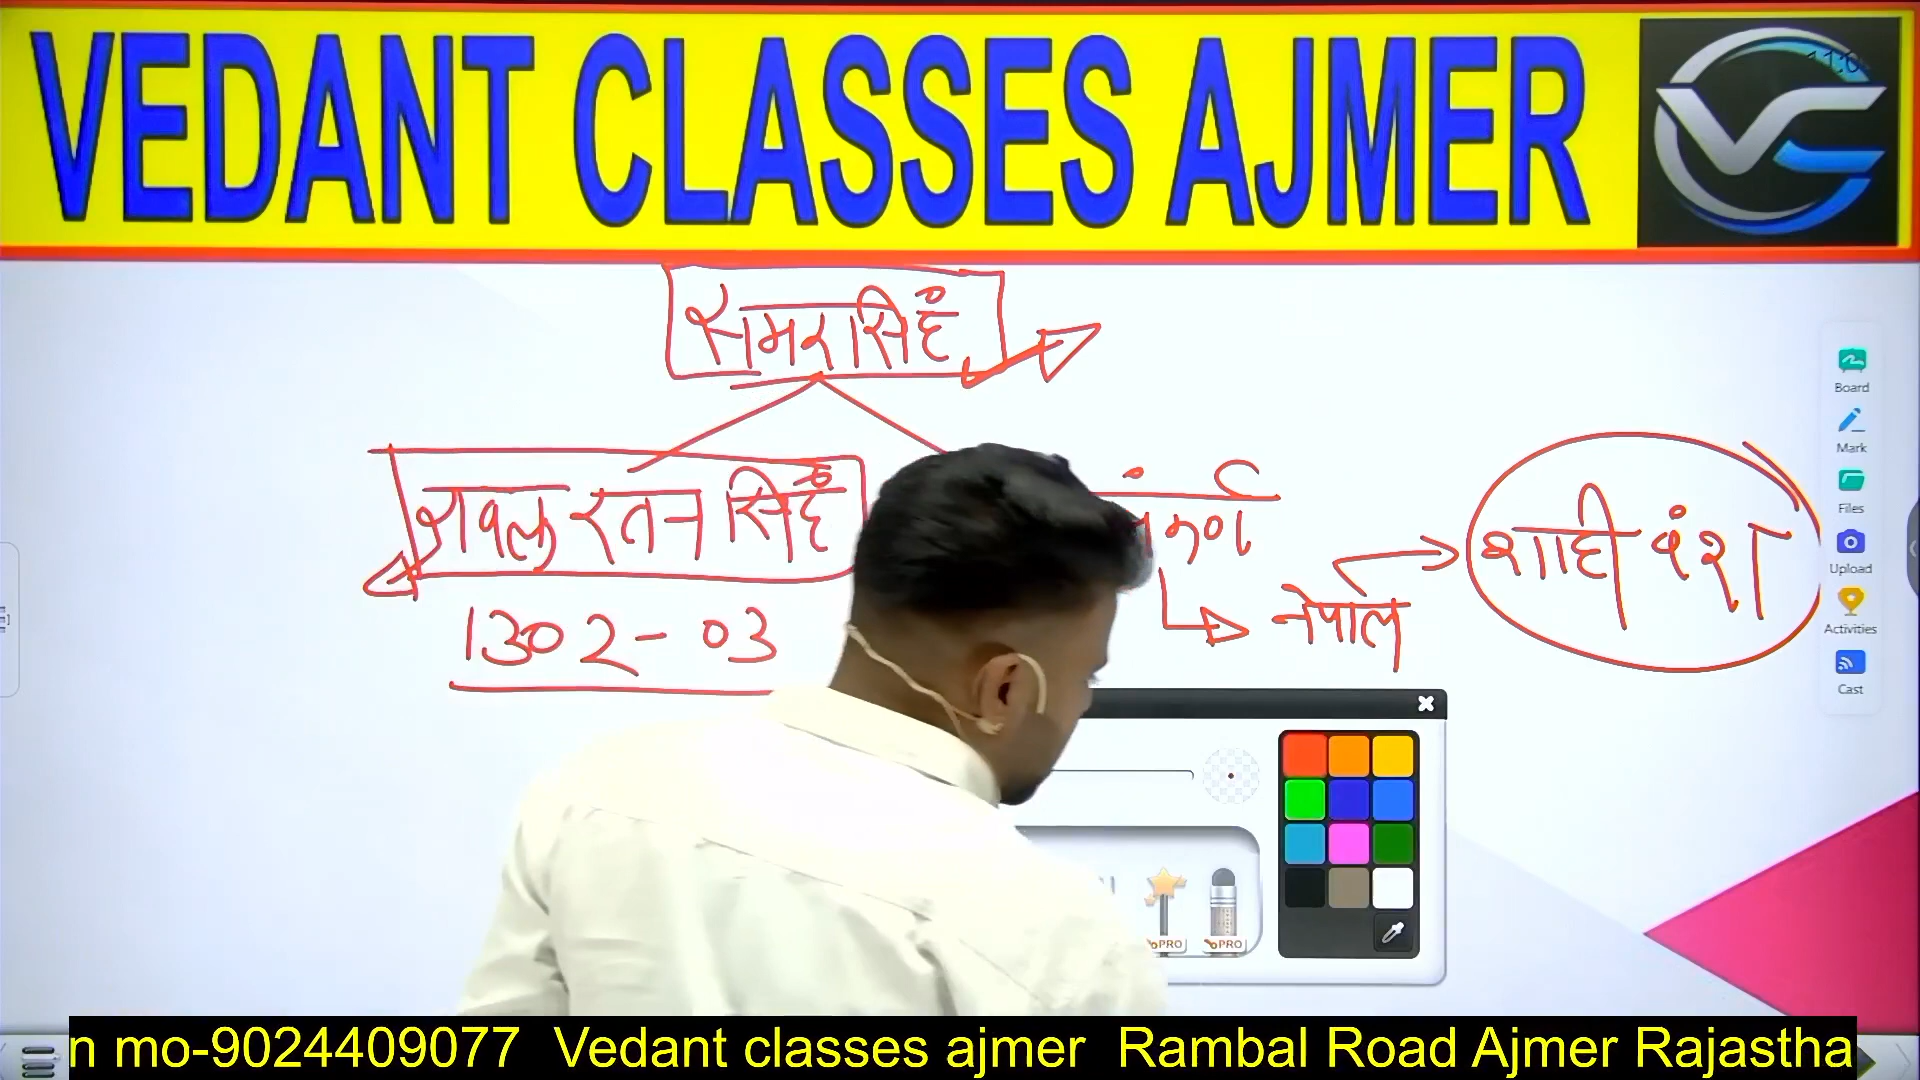 VEDANT CLASSES AJMER
समरसिंह
रावल रतन सिंह
1302-03
नेपाल
शाही वंश
Board
Mark
Files
Upload
Activities
Cast
PRO
PRO
n mo-9024409077 Vedant classes ajmer Rambal Road Ajmer Rajastha